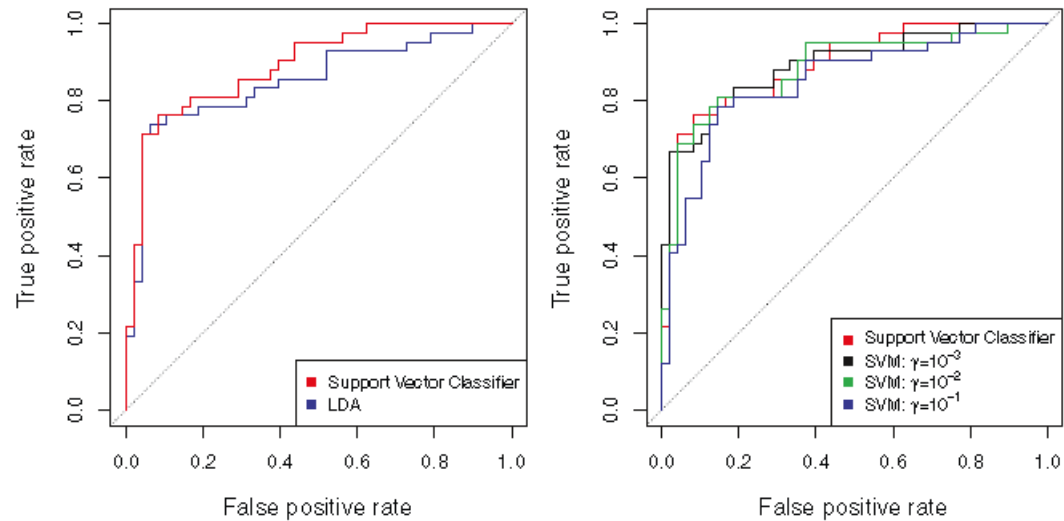 True positive rate
0.0 0.2 0.4 0.6 0.8 1.0
Support Vector Classifier
LDA
0.0 0.2 0.4 0.6 0.8 1.0
False positive rate
True positive rate
0.0 0.2 0.4 0.6 0.8 1.0
Support Vector Classifier
SVM: γ=10⁻³
SVM: γ=10⁻²
SVM: γ=10⁻¹
0.0 0.2 0.4 0.6 0.8 1.0
False positive rate